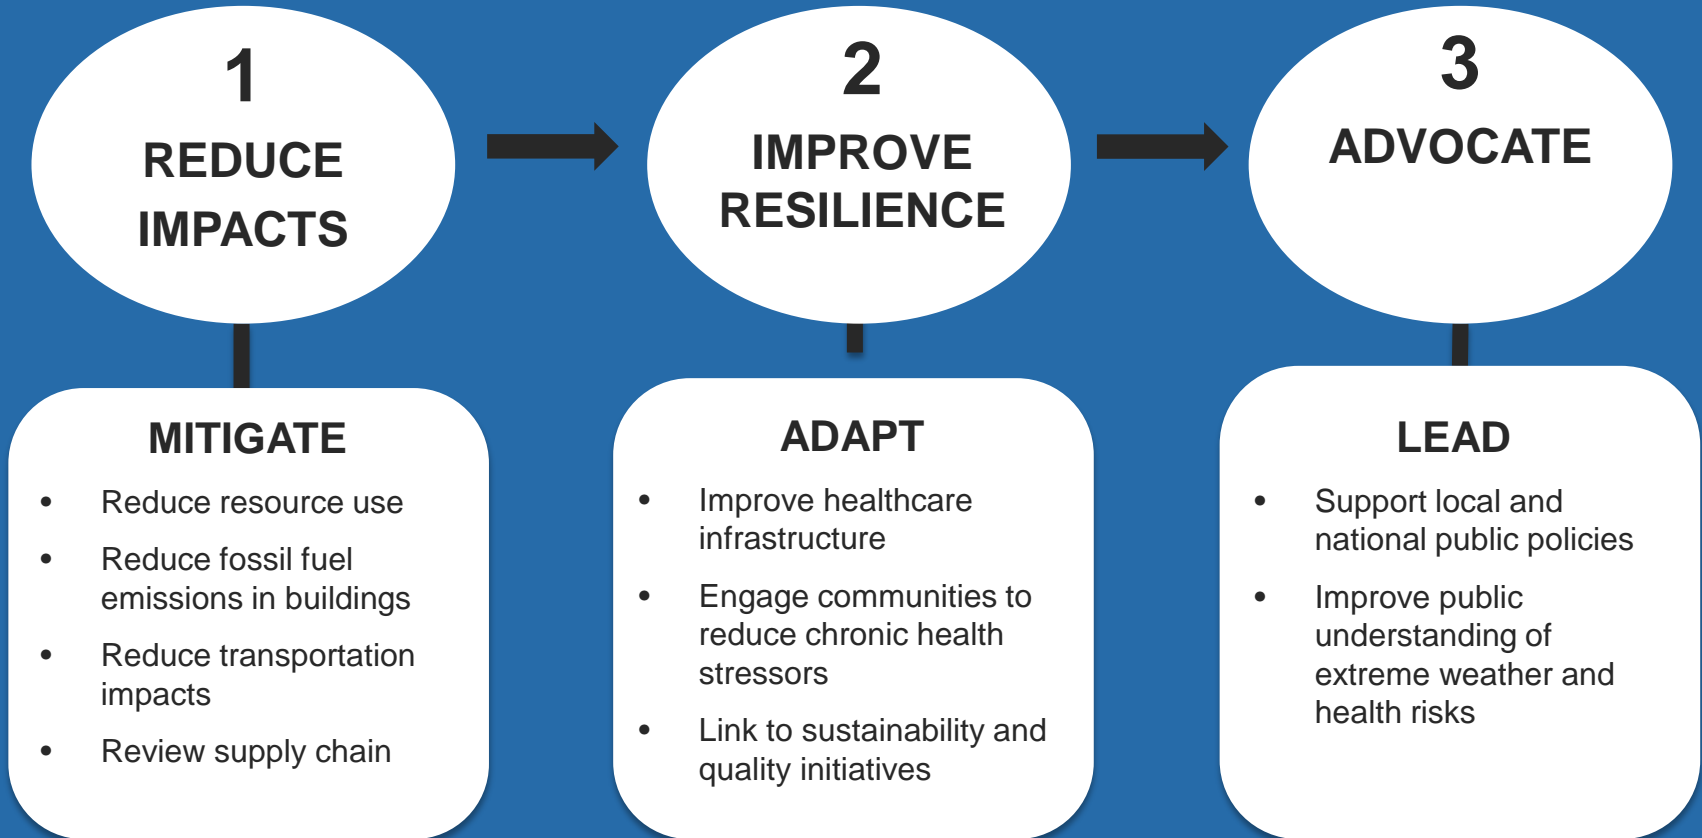 1
REDUCE
IMPACTS
2
IMPROVE
RESILIENCE
3
ADVOCATE
MITIGATE
• Reduce resource use
• Reduce fossil fuel
emissions in buildings
• Reduce transportation
impacts
• Review supply chain
ADAPT
• Improve healthcare
infrastructure
• Engage communities to
reduce chronic health
stressors
• Link to sustainability and
quality initiatives
LEAD
• Support local and
national public policies
• Improve public
understanding of
extreme weather and
health risks